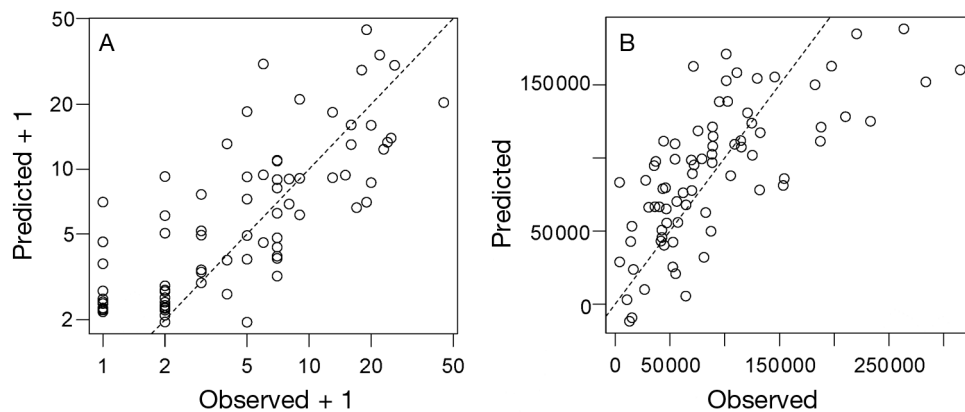 A
50
20
10
5
2
1 2 5 10 20 50
Observed + 1
Predicted + 1
B
150000
50000
0
0 50000 150000 250000
Observed
Predicted